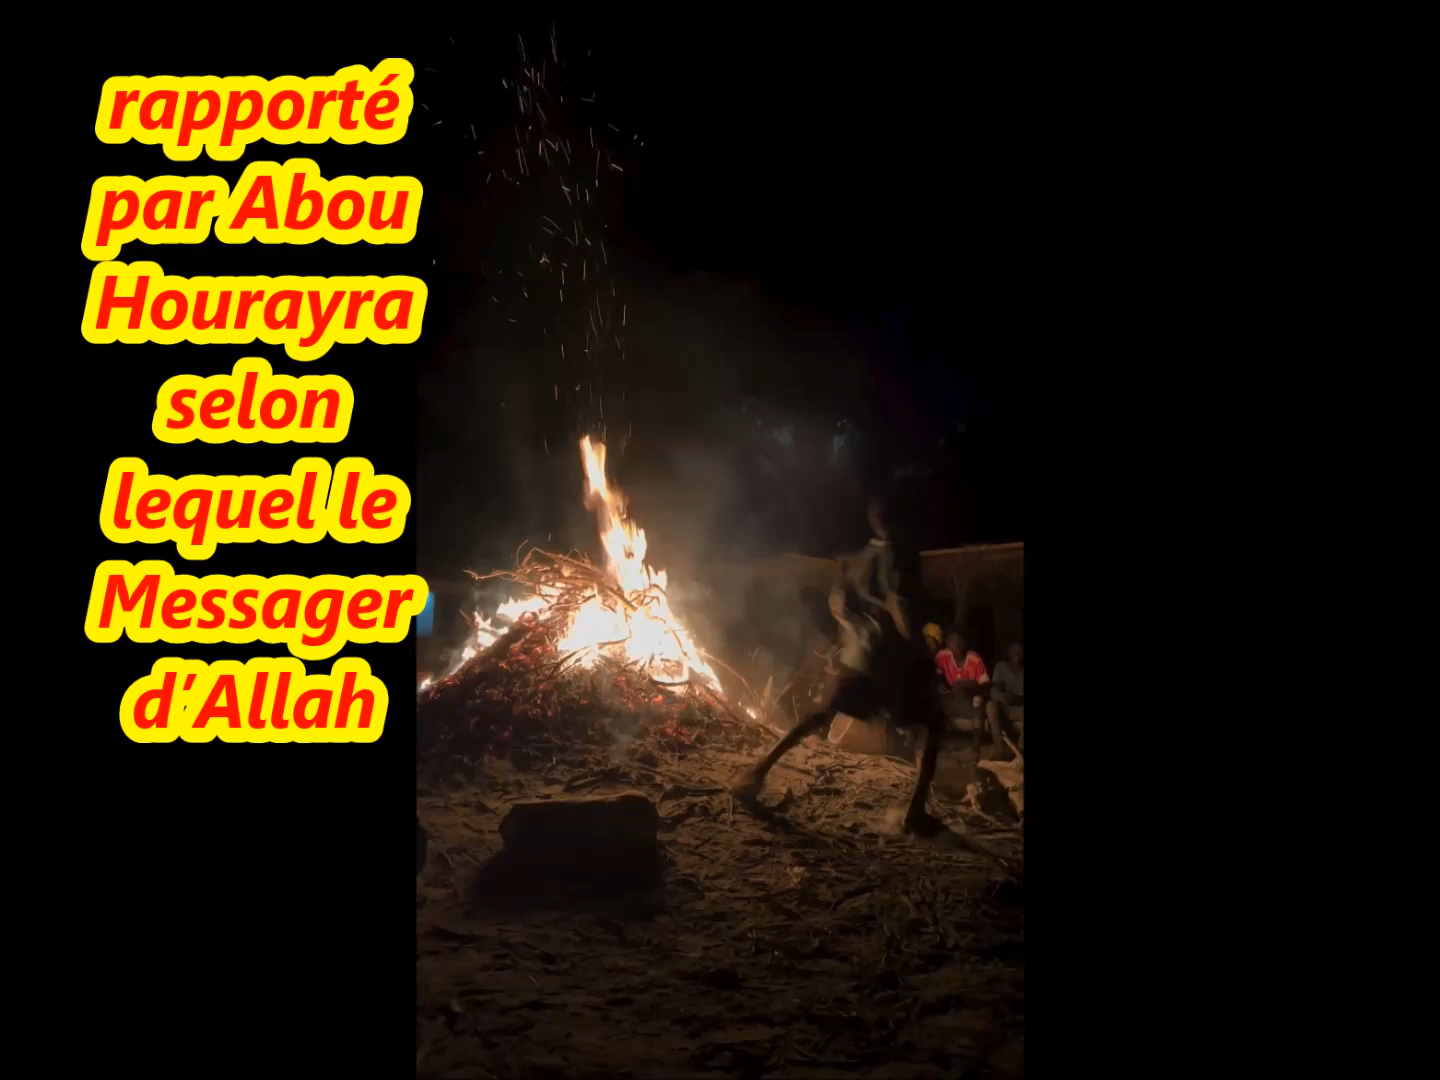 rapporté
par Abou
Hourayra
selon
lequel le
Messager
d’Allah